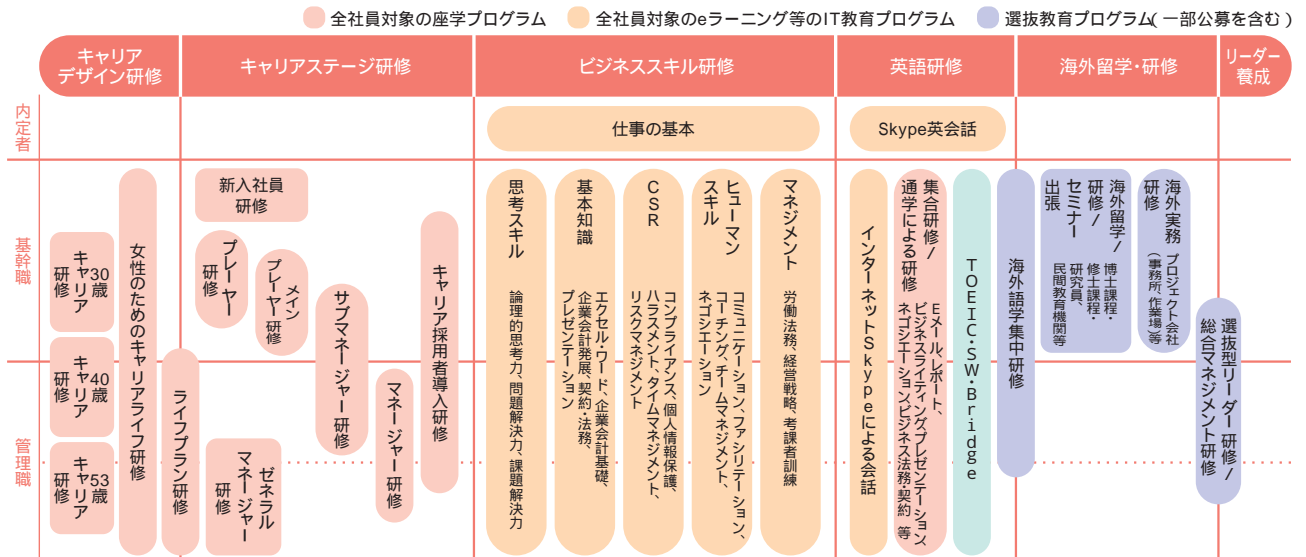 全社員対象の座学プログラム
全社員対象のeラーニング等のIT教育プログラム
選抜教育プログラム(一部公募を含む)
キャリア
デザイン研修
キャリアステージ研修
ビジネススキル研修
英語研修
海外留学・研修
リーダー
養成
内定者
仕事の基本
Skype英会話
基幹職
管理職
30歳
キャリア
研修
40歳
キャリア
研修
53歳
キャリア
研修
女性のためのキャリアライフ研修
ライフプラン研修
新入社員
研修
プレーヤー
研修
メイン
プレーヤー研修
サブマネージャー研修
マネージャー研修
ゼネラル
マネージャー
研修
キャリア採用者導入研修
思考スキル
論理的思考力、問題解決力、課題解決力
基本知識
エクセル・ワード、企業会計基礎、
企業会計発展、契約・法務、
プレゼンテーション
CSR
コンプライアンス、個人情報保護、
ハラスメント、タイムマネジメント、
リスクマネジメント
ヒューマン
スキル
コミュニケーション、ファシリテーション、
コーチング、チームマネジメント、
ネゴシエーション
マネジメント
労働法務、経営戦略、考課者訓練
インターネットSkypeによる会話
集合研修/
通学による研修
Eメール、レポート、
ビジネスライティング、プレゼンテーション、
ネゴシエーション、ビジネス法務・契約 等
TOEIC・SW・Bridge
海外語学集中研修
海外留学/
研修/
セミナー
出張
博士課程・
修士課程・
研究員、
民間教育機関等
海外実務
研修
プロジェクト会社
(事務所、作業場)等
選抜型リーダー研修/
総合マネジメント研修